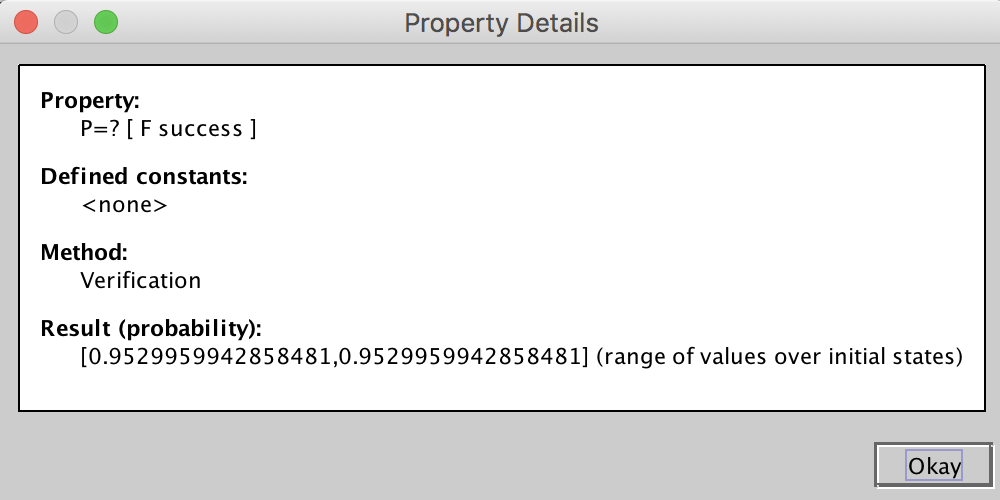 Property Details
Property:
P=? [ F success ]
Defined constants:
<none>
Method:
Verification
Result (probability):
[0.9529959942858481,0.9529959942858481] (range of values over initial states)
Okay